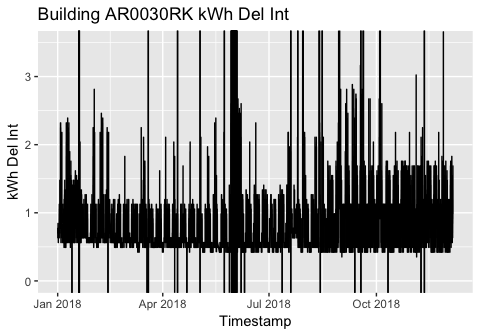 Building AR0030RK kWh Del Int
kWh Del Int
3
2
1
0
Jan 2018
Apr 2018
Jul 2018
Oct 2018
Timestamp